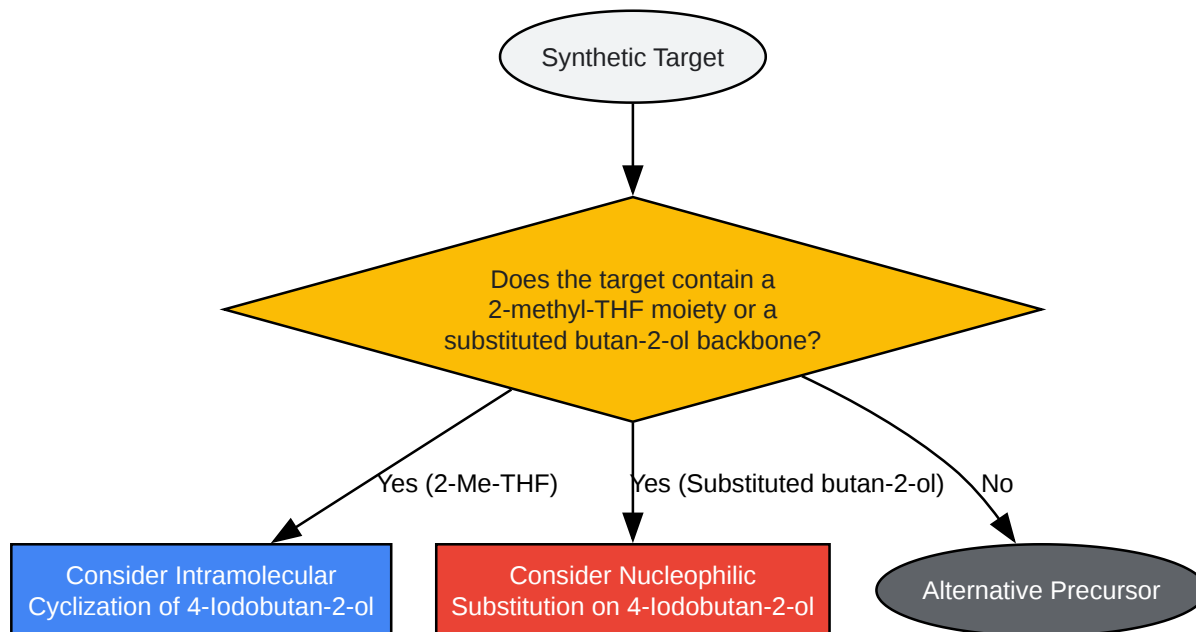 Synthetic Target
Does the target contain a
2-methyl-THF moiety or a
substituted butan-2-ol backbone?
Yes (2-Me-THF)
Yes (Substituted butan-2-ol)
No
Consider Intramolecular
Cyclization of 4-Iodobutan-2-ol
Consider Nucleophilic
Substitution on 4-Iodobutan-2-ol
Alternative Precursor